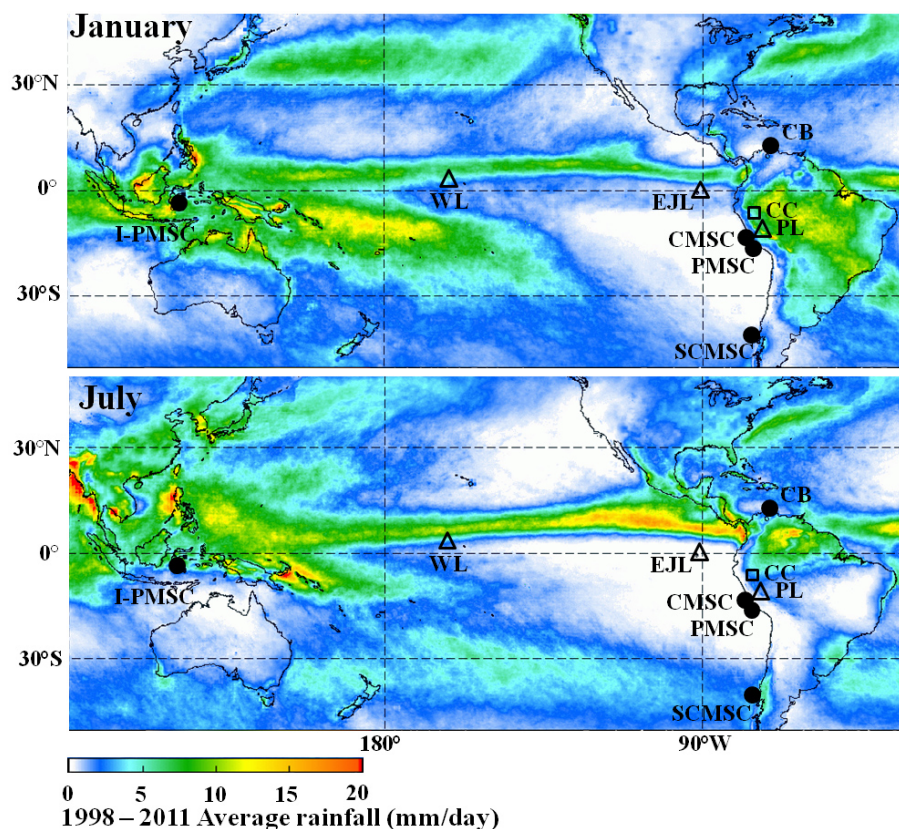 January
30°N
CB
0°
WL
EJL
CC
I-PMSC
PL
CMSC
PMSC
30°S
SCMSC
July
30°N
CB
0°
WL
EJL
CC
I-PMSC
PL
CMSC
PMSC
30°S
SCMSC
180° 90°W
0 5 10 15 20
1998 – 2011 Average rainfall (mm/day)